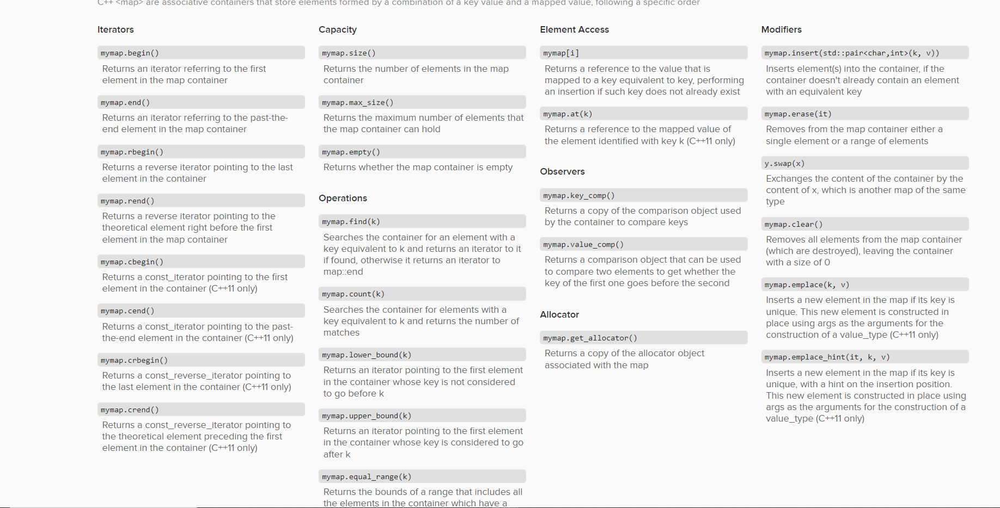 C++ <map> are associative containers that store elements formed by a combination of a key value and a mapped value, following a specific order
Iterators
mymap.begin()
Returns an iterator referring to the first
element in the map container
mymap.end()
Returns an iterator referring to the past-the-
end element in the map container
mymap.rbegin()
Returns a reverse iterator pointing to the last
element in the container
mymap.rend()
Returns a reverse iterator pointing to the
theoretical element right before the first
element in the map container
mymap.cbegin()
Returns a const_iterator pointing to the first
element in the container (C++11 only)
mymap.cend()
Returns a const_iterator pointing to the past-
the-end element in the container (C++11 only)
mymap.crbegin()
Returns a const_reverse_iterator pointing to
the last element in the container (C++11 only)
mymap.crend()
Returns a const_reverse_iterator pointing to
the theoretical element preceding the first
element in the container (C++11 only)
Capacity
mymap.size()
Returns the number of elements in the map
container
mymap.max_size()
Returns the maximum number of elements that
the map container can hold
mymap.empty()
Returns whether the map container is empty
Operations
mymap.find(k)
Searches the container for an element with a
key equivalent to k and returns an iterator to it
if found, otherwise it returns an iterator to
map::end
mymap.count(k)
Searches the container for elements with a
key equivalent to k and returns the number of
matches
mymap.lower_bound(k)
Returns an iterator pointing to the first element
in the container whose key is not considered
to go before k
mymap.upper_bound(k)
Returns an iterator pointing to the first element
in the container whose key is considered to go
after k
mymap.equal_range(k)
Returns the bounds of a range that includes all
the elements in the container which have a
Element Access
mymap[i]
Returns a reference to the value that is
mapped to a key equivalent to key, performing
an insertion if such key does not already exist
mymap.at(k)
Returns a reference to the mapped value of
the element identified with key k (C++11 only)
Observers
mymap.key_comp()
Returns a copy of the comparison object used
by the container to compare keys
mymap.value_comp()
Returns a comparison object that can be used
to compare two elements to get whether the
key of the first one goes before the second
Allocator
mymap.get_allocator()
Returns a copy of the allocator object
associated with the map
Modifiers
mymap.insert(std::pair<char,int>(k, v))
Inserts element(s) into the container, if the
container doesn't already contain an element
with an equivalent key
mymap.erase(it)
Removes from the map container either a
single element or a range of elements
y.swap(x)
Exchanges the content of the container by the
content of x, which is another map of the same
type
mymap.clear()
Removes all elements from the map container
(which are destroyed), leaving the container
with a size of 0
mymap.emplace(k, v)
Inserts a new element in the map if its key is
unique. This new element is constructed in
place using args as the arguments for the
construction of a value_type (C++11 only)
mymap.emplace_hint(it, k, v)
Inserts a new element in the map if its key is
unique, with a hint on the insertion position.
This new element is constructed in place using
args as the arguments for the construction of a
value_type (C++11 only)